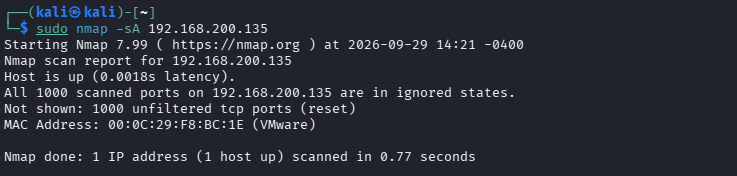 ┌──(kali㉿kali)-[~]
└─$ sudo nmap -sA 192.168.200.135
Starting Nmap 7.99 ( https://nmap.org ) at 2026-09-29 14:21 -0400
Nmap scan report for 192.168.200.135
Host is up (0.0018s latency).
All 1000 scanned ports on 192.168.200.135 are in ignored states.
Not shown: 1000 unfiltered tcp ports (reset)
MAC Address: 00:0C:29:F8:BC:1E (VMware)
Nmap done: 1 IP address (1 host up) scanned in 0.77 seconds